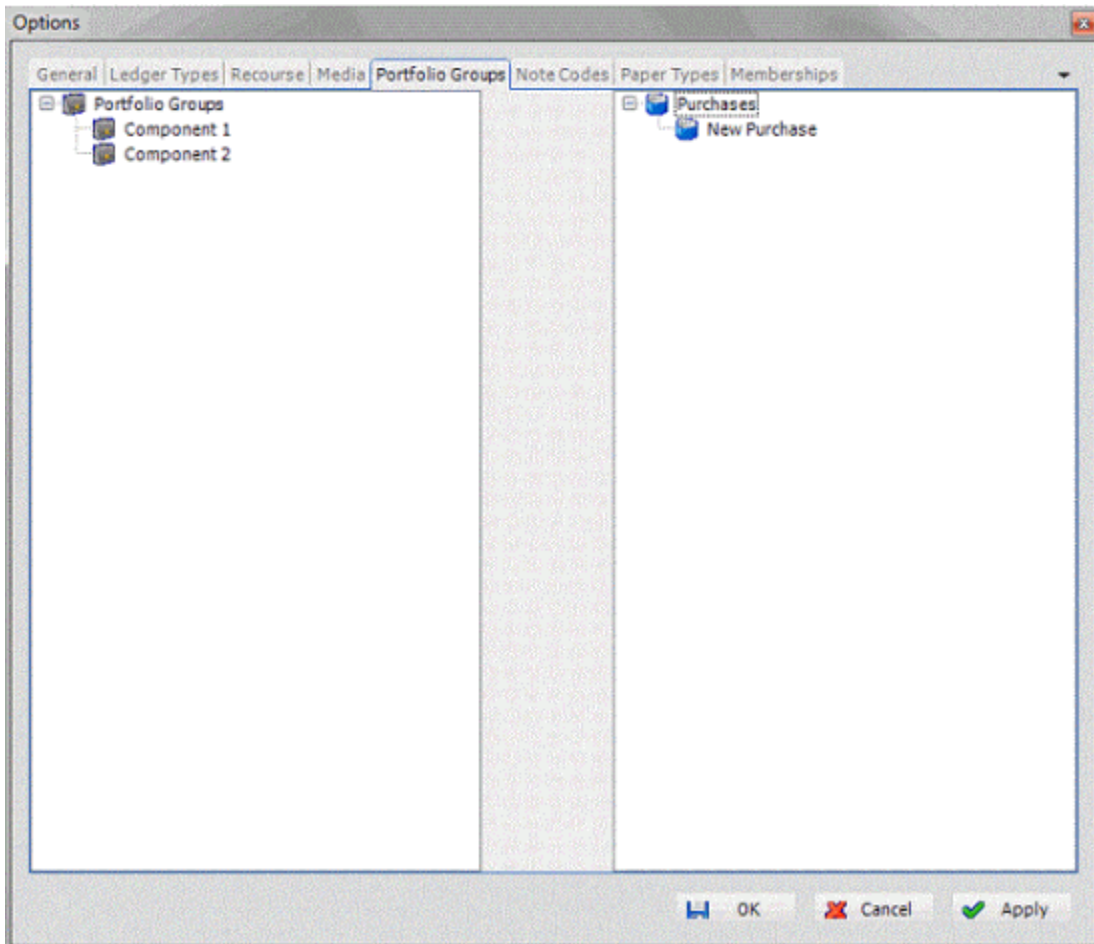 Options
General Ledger Types Recourse Media Portfolio Groups Note Codes Paper Types Memberships
Portfolio Groups
Component 1
Component 2
Purchases
New Purchase
OK Cancel Apply